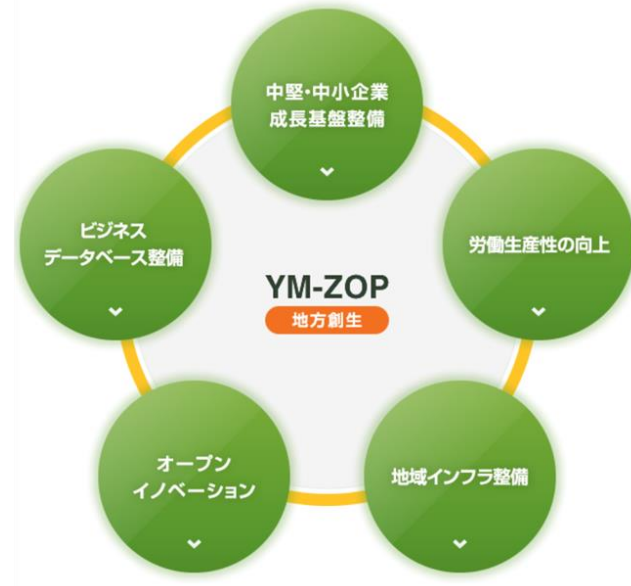 中堅・中小企業
成長基盤整備
ビジネス
データベース整備
労働生産性の向上
YM-ZOP
地方創生
オープン
イノベーション
地域インフラ整備